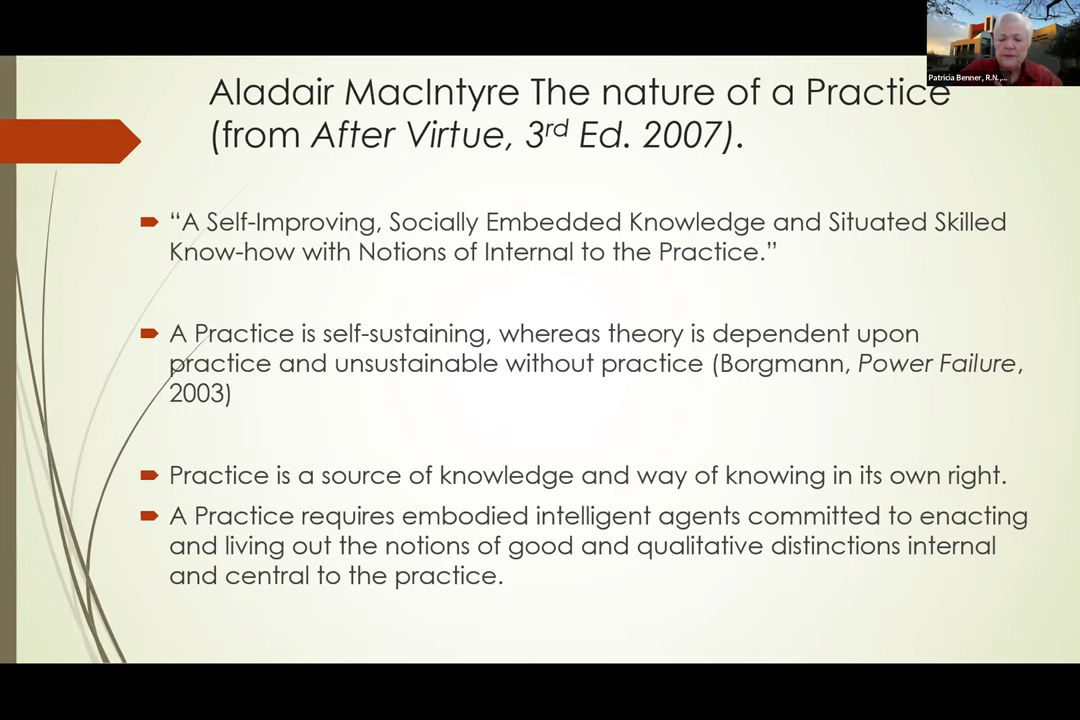 Patricia Benner, R.N.,...
Aladair MacIntyre The nature of a Practice
(from After Virtue, 3rd Ed. 2007).
“A Self-Improving, Socially Embedded Knowledge and Situated Skilled
Know-how with Notions of Internal to the Practice.”
A Practice is self-sustaining, whereas theory is dependent upon
practice and unsustainable without practice (Borgmann, Power Failure,
2003)
Practice is a source of knowledge and way of knowing in its own right.
A Practice requires embodied intelligent agents committed to enacting
and living out the notions of good and qualitative distinctions internal
and central to the practice.